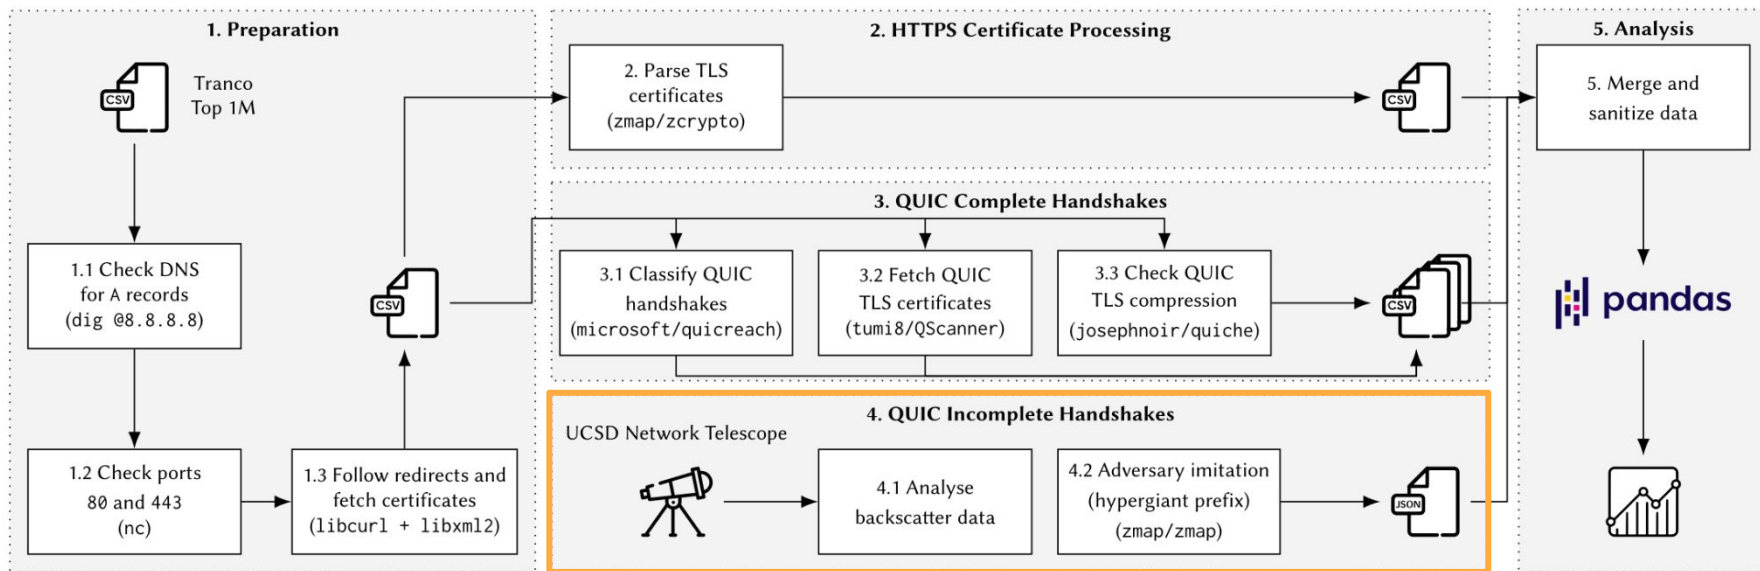 1. Preparation
CSV
Tranco
Top 1M
1.1 Check DNS
for A records
(dig @8.8.8.8)
1.2 Check ports
80 and 443
(nc)
1.3 Follow redirects and
fetch certificates
(libcurl + libxml2)
CSV
2. HTTPS Certificate Processing
2. Parse TLS
certificates
(zmap/zcrypto)
CSV
3. QUIC Complete Handshakes
3.1 Classify QUIC
handshakes
(microsoft/quicreach)
3.2 Fetch QUIC
TLS certificates
(tumi8/QScanner)
3.3 Check QUIC
TLS compression
(josephnoir/quiche)
CSV
4. QUIC Incomplete Handshakes
UCSD Network Telescope
4.1 Analyse
backscatter data
4.2 Adversary imitation
(hypergiant prefix)
(zmap/zmap)
JSON
5. Analysis
5. Merge and
sanitize data
pandas